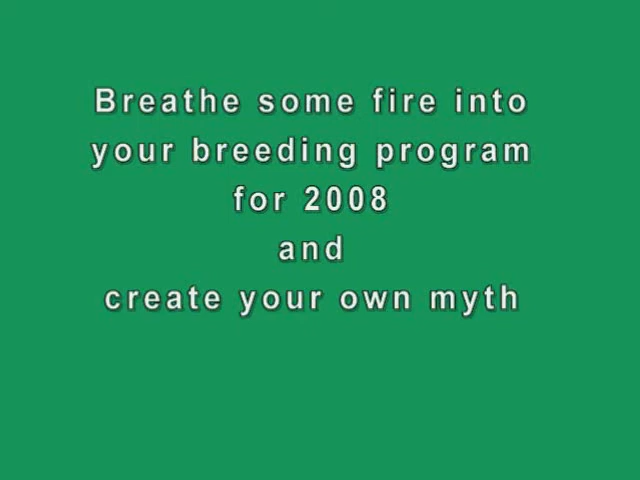 Breathe some fire into
your breeding program
for 2008
and
create your own myth